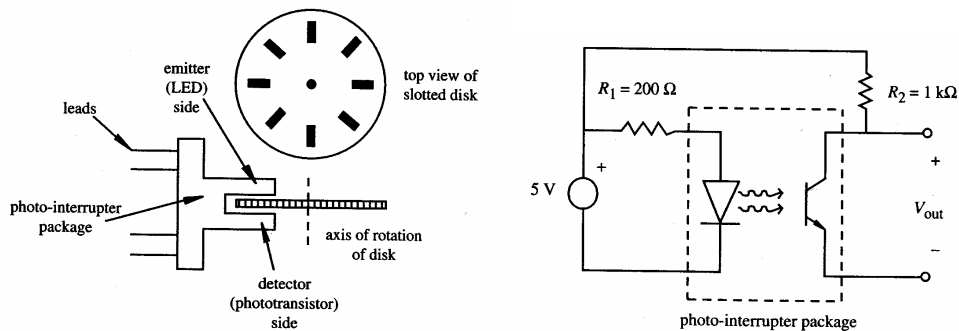 emitter
(LED)
side
top view of
slotted disk
leads
photo-interrupter
package
axis of rotation
of disk
detector
(phototransistor)
side
R₁ = 200 Ω
R₂ = 1 kΩ
+
5 V
+
Vout
−
photo-interrupter package